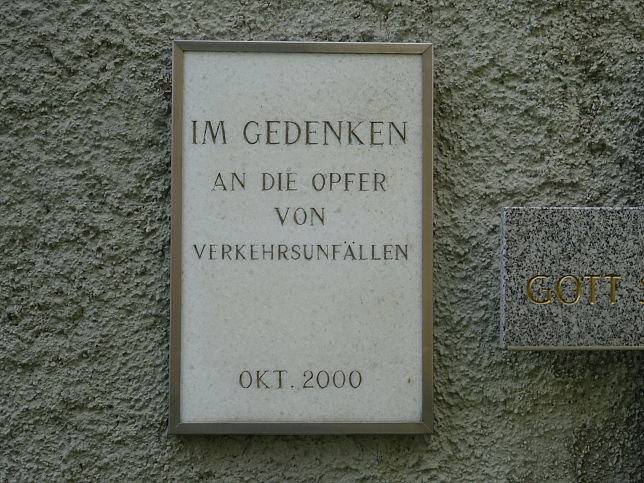 IM GEDENKEN
AN DIE OPFER
VON
VERKEHRSUNFÄLLEN
OKT. 2000
GOTT